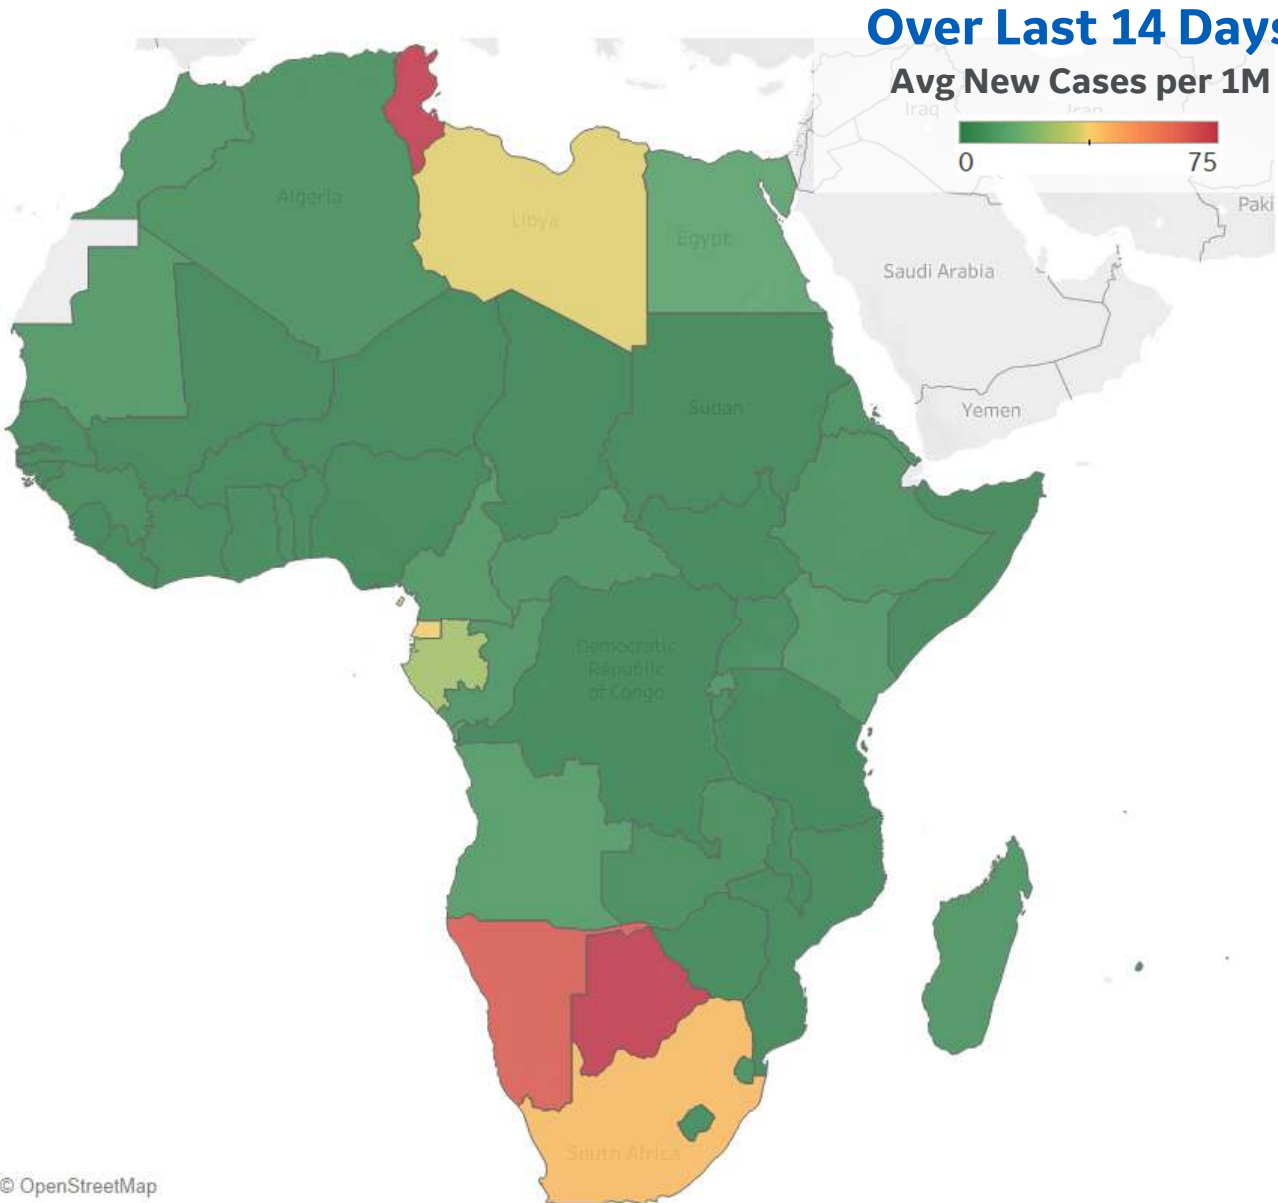 Over Last 14 Days
Avg New Cases per 1M
Iraq
Iran
0
75
Algeria
Libya
Egypt
Paki
Saudi Arabia
Sudan
Yemen
Democratic
Republic
of Congo
South Africa
© OpenStreetMap